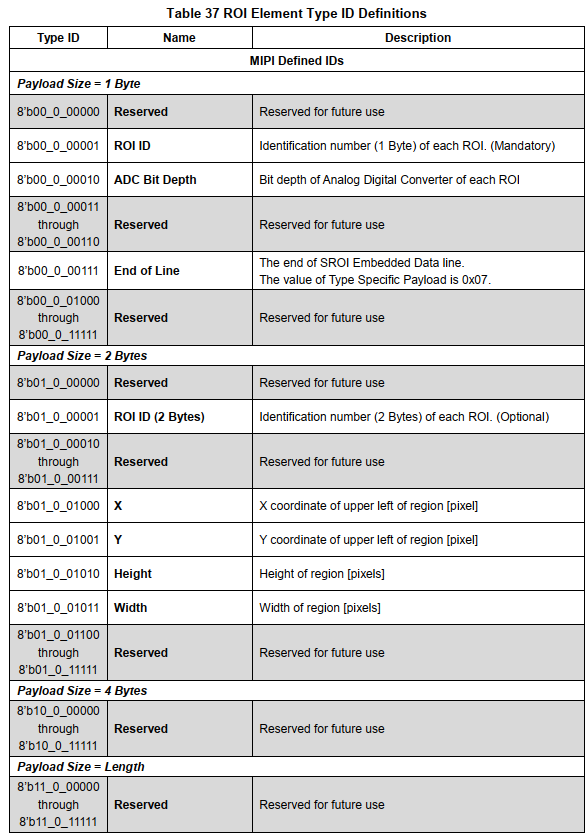 Table 37 ROI Element Type ID Definitions
Type ID Name Description
MIPI Defined IDs
Payload Size = 1 Byte
8'b00_0_00000 Reserved Reserved for future use
8'b00_0_00001 ROI ID Identification number (1 Byte) of each ROI. (Mandatory)
8'b00_0_00010 ADC Bit Depth Bit depth of Analog Digital Converter of each ROI
8'b00_0_00011
through
8'b00_0_00110
Reserved Reserved for future use
8'b00_0_00111 End of Line The end of SROI Embedded Data line.
The value of Type Specific Payload is 0x07.
8'b00_0_01000
through
8'b00_0_11111
Reserved Reserved for future use
Payload Size = 2 Bytes
8'b01_0_00000 Reserved Reserved for future use
8'b01_0_00001 ROI ID (2 Bytes) Identification number (2 Bytes) of each ROI. (Optional)
8'b01_0_00010
through
8'b01_0_00111
Reserved Reserved for future use
8'b01_0_01000 X X coordinate of upper left of region [pixel]
8'b01_0_01001 Y Y coordinate of upper left of region [pixel]
8'b01_0_01010 Height Height of region [pixels]
8'b01_0_01011 Width Width of region [pixels]
8'b01_0_01100
through
8'b01_0_11111
Reserved Reserved for future use
Payload Size = 4 Bytes
8'b10_0_00000
through
8'b10_0_11111
Reserved Reserved for future use
Payload Size = Length
8'b11_0_00000
through
8'b11_0_11111
Reserved Reserved for future use